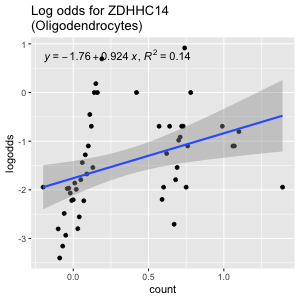 Log odds for ZDHHC14
(Oligodendrocytes)
y = −1.76 + 0.924 x, R² = 0.14
logodds
1
0
-1
-2
-3
0.0 0.5 1.0
count